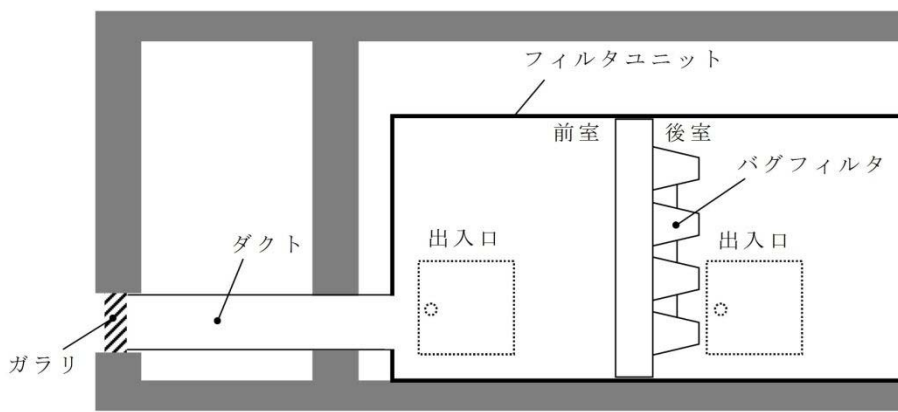 フィルタユニット
前室
後室
バグフィルタ
出入口
出入口
ダクト
ガラリ